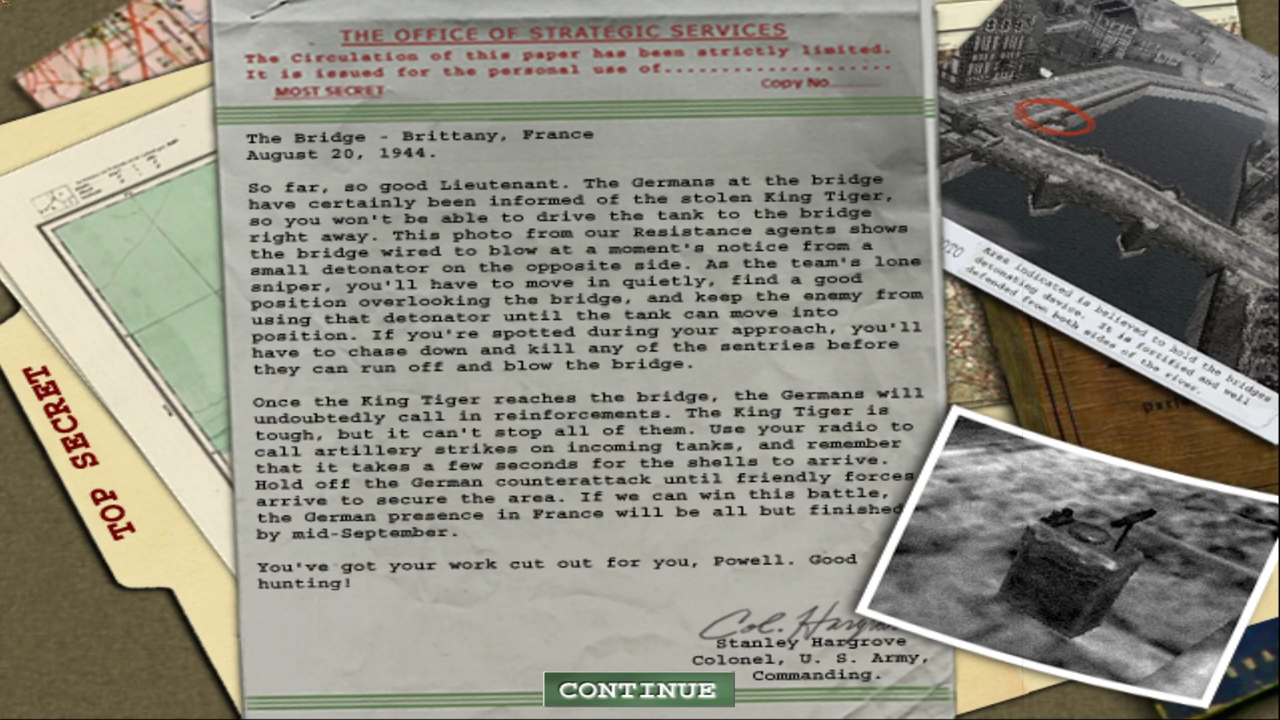 THE OFFICE OF STRATEGIC SERVICES
The Circulation of this paper has been strictly limited.
It is issued for the personal use of....................
MOST SECRET
Copy No.........
The Bridge - Brittany, France
August 20, 1944.
So far, so good Lieutenant. The Germans at the bridge
have certainly been informed of the stolen King Tiger,
so you won't be able to drive the tank to the bridge
right away. This photo from our Resistance agents shows
the bridge wired to blow at a moment's notice from a
small detonator on the opposite side. As the team's lone
sniper, you'll have to move in quietly, find a good
position overlooking the bridge, and keep the enemy from
using that detonator until the tank can move into
position. If you're spotted during your approach, you'll
have to chase down and kill any of the sentries before
they can run off and blow the bridge.
Once the King Tiger reaches the bridge, the Germans will
undoubtedly call in reinforcements. The King Tiger is
tough, but it can't stop all of them. Use your radio to
call artillery strikes on incoming tanks, and remember
that it takes a few seconds for the shells to arrive.
Hold off the German counterattack until friendly forces
arrive to secure the area. If we can win this battle,
the German presence in France will be all but finished
by mid-September.
You've got your work cut out for you, Powell. Good
hunting!
Col. Hargrove
Stanley Hargrove
Colonel, U. S. Army,
Commanding.
CONTINUE
TOP SECRET
Area indicated is believed to hold the bridges
detonating device. It is fortified and well
defended from both sides of the river.